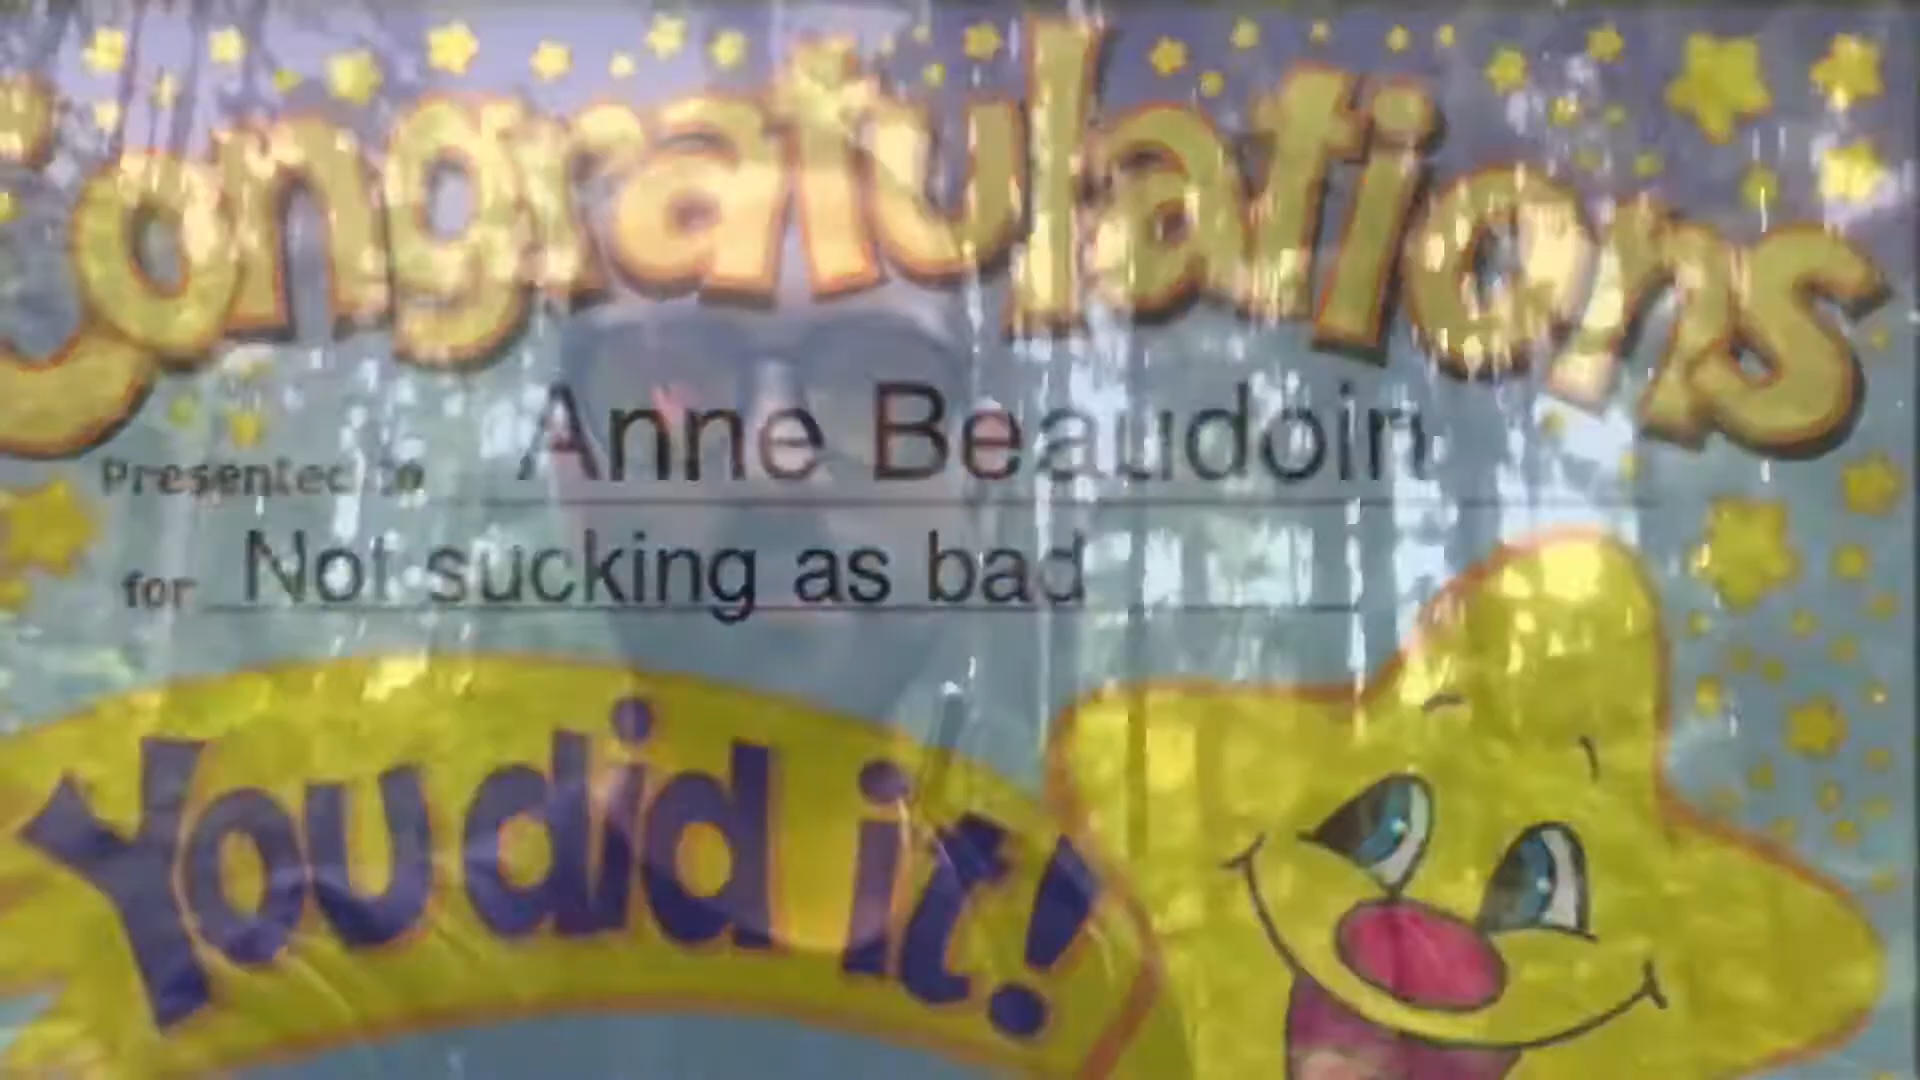 Congratulations
Presented to Anne Beaudoin
for Not sucking as bad
You did it!